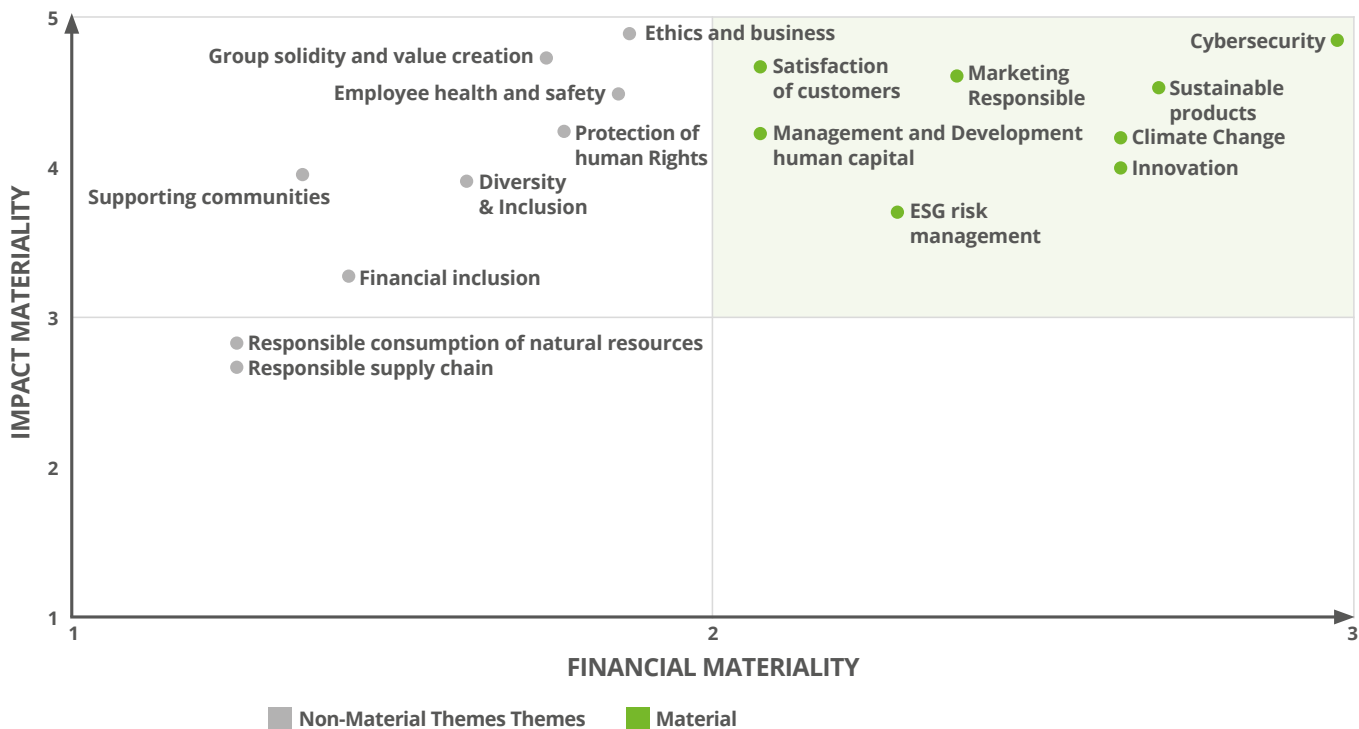 5
Ethics and business
Group solidity and value creation
Cybersecurity
Satisfaction
of customers
Marketing
Responsible
Sustainable
products
Employee health and safety
Protection of
human Rights
Management and Development
human capital
Climate Change
4
Innovation
Supporting communities
Diversity
& Inclusion
ESG risk
management
Financial inclusion
3
Responsible consumption of natural resources
Responsible supply chain
IMPACT MATERIALITY
2
1
1
2
3
FINANCIAL MATERIALITY
Non-Material Themes Themes
Material